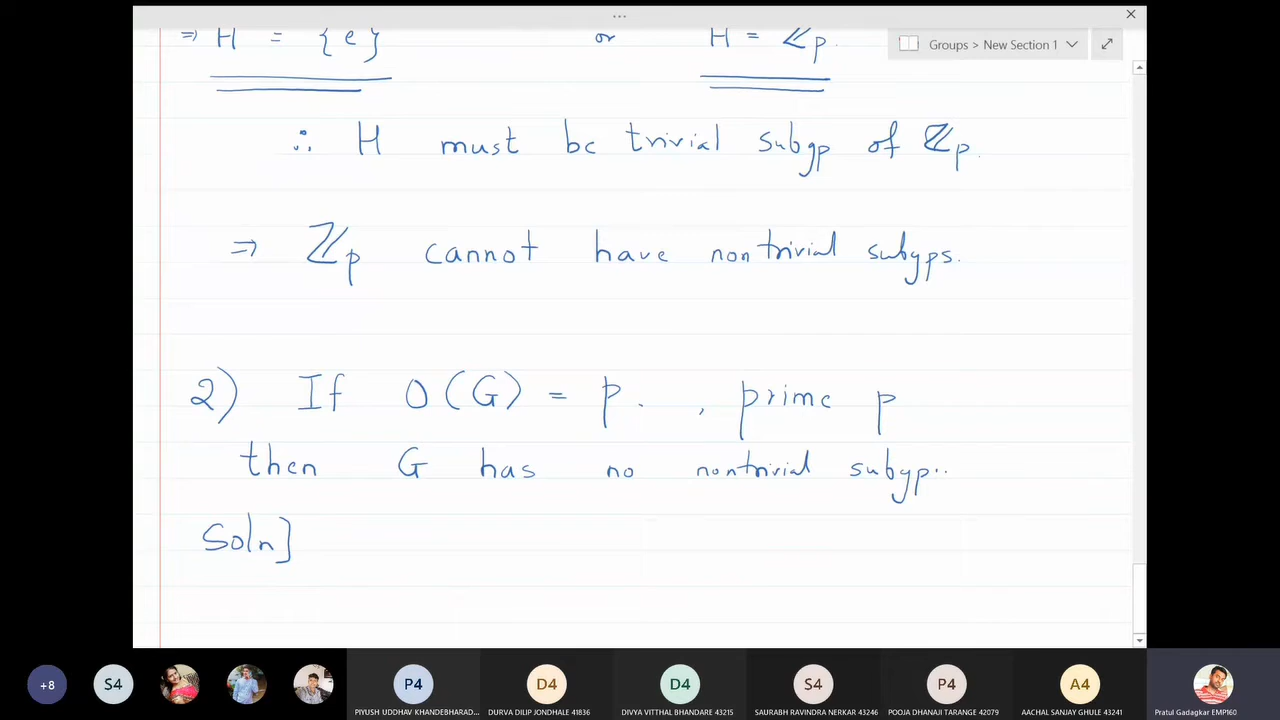 ...
Groups > New Section 1
⇒ H = {e} or H = ℤp.
∴ H must be trivial subgp of ℤp.
⇒ ℤp cannot have nontrivial subgps.
2) If O(G) = p. , prime p
then G has no nontrivial subgp..
Soln]
+8 S4 P4 D4 D4 S4 P4 A4
PIYUSH UDDHAV KHANDEBHARAD... DURVA DILIP JONDHALE 41836 DIVYA VITTHAL BHANDARE 43215 SAURABH RAVINDRA NERKAR 43246 POOJA DHANAJI TARANGE 42079 AACHAL SANJAY GHULE 43241 Pratul Gadagkar EMP160